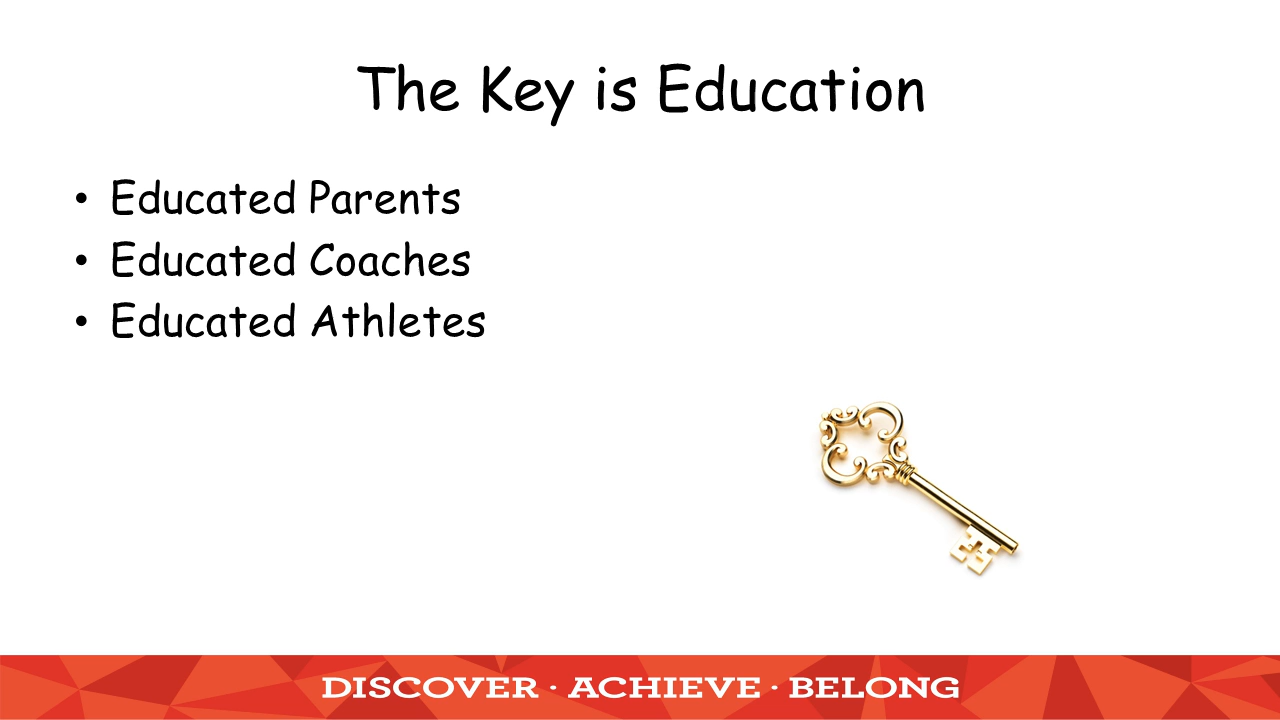 The Key is Education
• Educated Parents
• Educated Coaches
• Educated Athletes
DISCOVER · ACHIEVE · BELONG